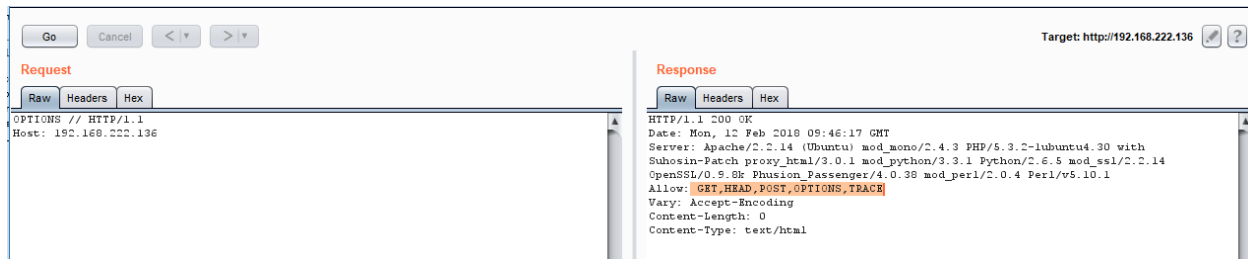 Go Cancel < > Target: http://192.168.222.136 ?
Request
Raw Headers Hex
OPTIONS // HTTP/1.1
Host: 192.168.222.136
Response
Raw Headers Hex
HTTP/1.1 200 OK
Date: Mon, 12 Feb 2018 09:46:17 GMT
Server: Apache/2.2.14 (Ubuntu) mod_mono/2.4.3 PHP/5.3.2-1ubuntu4.30 with
Suhosin-Patch proxy_html/3.0.1 mod_python/3.3.1 Python/2.6.5 mod_ssl/2.2.14
OpenSSL/0.9.8k Phusion_Passenger/4.0.38 mod_perl/2.0.4 Perl/v5.10.1
Allow: GET,HEAD,POST,OPTIONS,TRACE
Vary: Accept-Encoding
Content-Length: 0
Content-Type: text/html